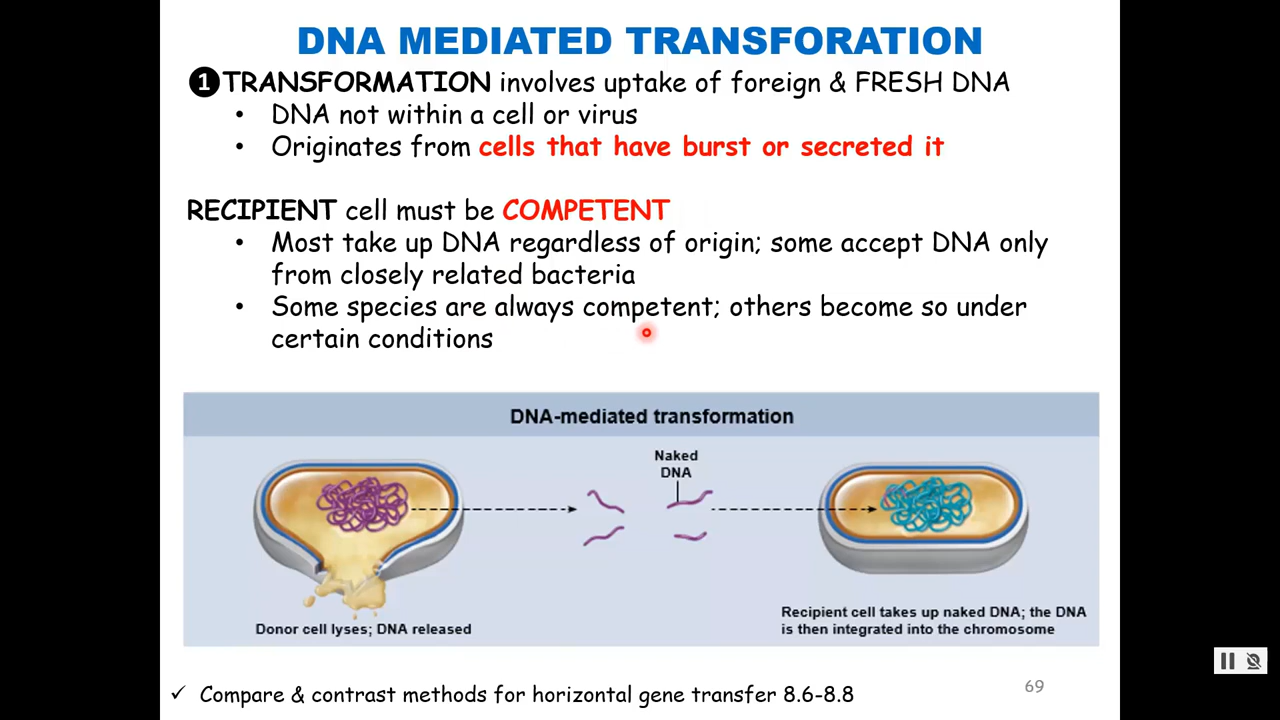 DNA MEDIATED TRANSFORATION
❶TRANSFORMATION involves uptake of foreign & FRESH DNA
• DNA not within a cell or virus
• Originates from cells that have burst or secreted it
RECIPIENT cell must be COMPETENT
• Most take up DNA regardless of origin; some accept DNA only
from closely related bacteria
• Some species are always competent; others become so under
certain conditions
DNA-mediated transformation
Naked
DNA
Donor cell lyses; DNA released
Recipient cell takes up naked DNA; the DNA
is then integrated into the chromosome
✓ Compare & contrast methods for horizontal gene transfer 8.6-8.8
69